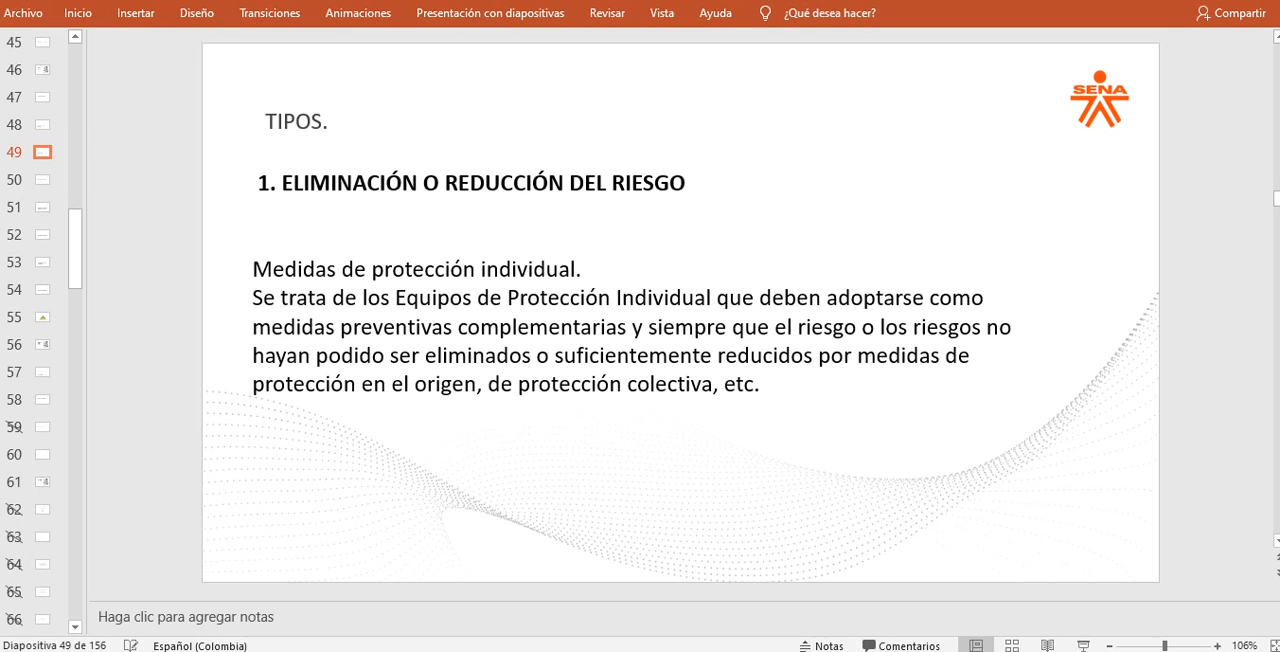 Archivo Inicio Insertar Diseño Transiciones Animaciones Presentación con diapositivas Revisar Vista Ayuda ¿Qué desea hacer? Compartir
45
46
47
48
49
50
51
52
53
54
55
56
57
58
59
60
61
62
63
64
65
66
SENA
TIPOS.
1. ELIMINACIÓN O REDUCCIÓN DEL RIESGO
Medidas de protección individual.
Se trata de los Equipos de Protección Individual que deben adoptarse como
medidas preventivas complementarias y siempre que el riesgo o los riesgos no
hayan podido ser eliminados o suficientemente reducidos por medidas de
protección en el origen, de protección colectiva, etc.
Haga clic para agregar notas
Diapositiva 49 de 156 Español (Colombia) Notas Comentarios 106%